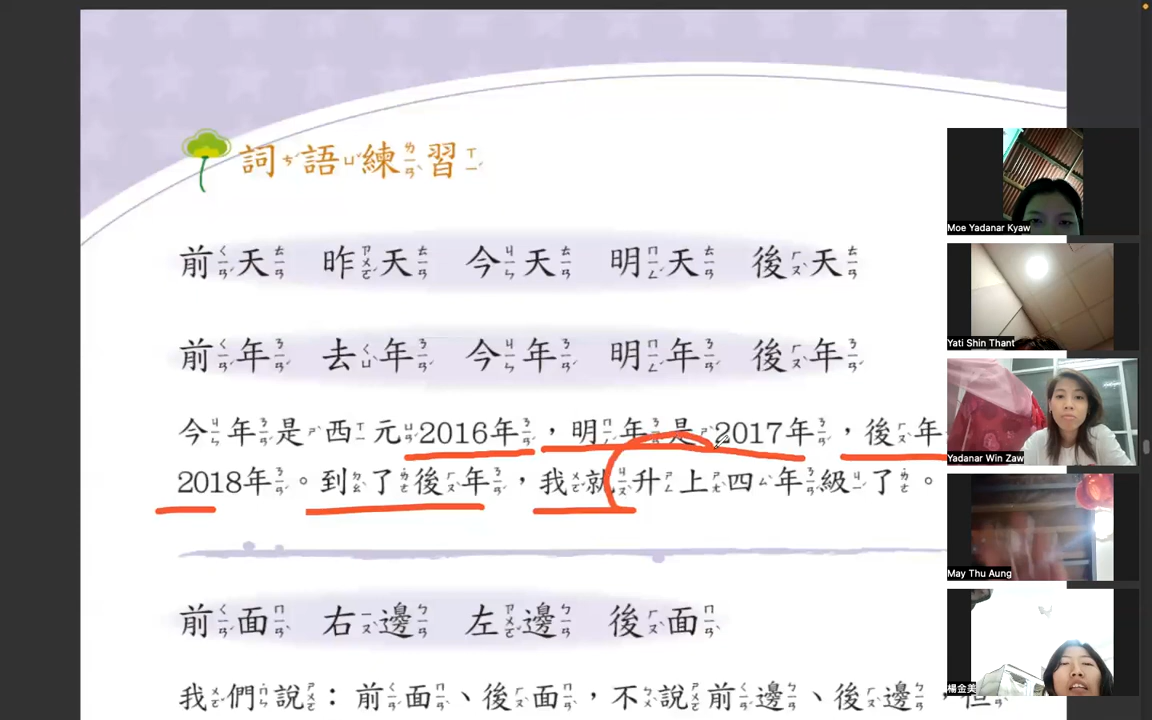 詞語練習
前天 昨天 今天 明天 後天
前年 去年 今年 明年 後年
今年是西元2016年，明年是2017年，後年
2018年。到了後年，我就升上四年級了。
前面 右邊 左邊 後面
我們說：前面、後面，不說前邊、後邊，但
Moe Yadanar Kyaw
Yati Shin Thant
Yadanar Win Zaw
May Thu Aung
楊金美